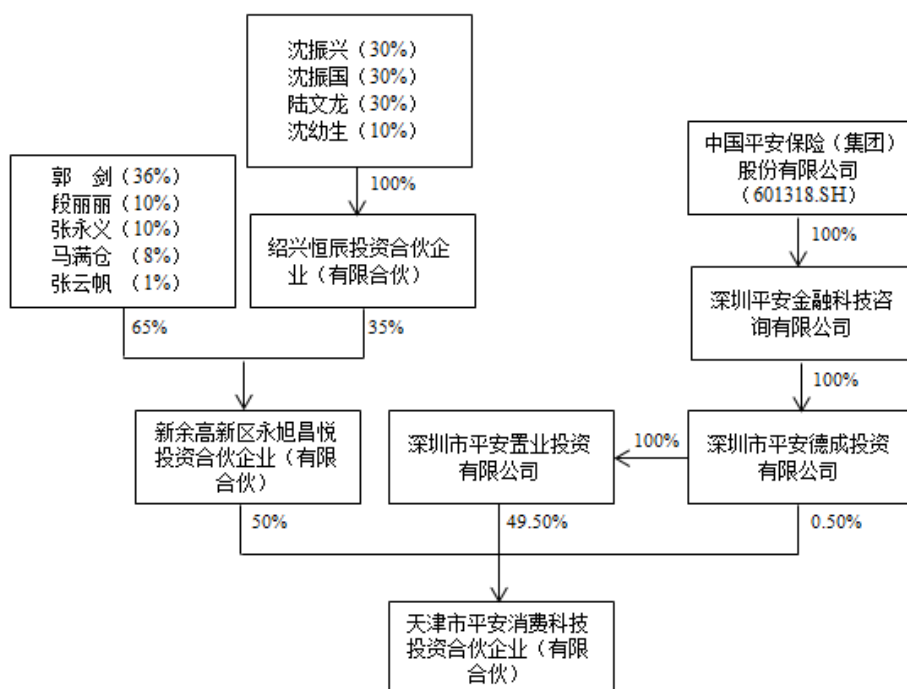 沈振兴（30%）
沈振国（30%）
陆文龙（30%）
沈幼生（10%）
中国平安保险（集团）
股份有限公司
（601318.SH）
郭　剑（36%）
段丽丽（10%）
张永义（10%）
马满仓　（8%）
张云帆　（1%）
100%
绍兴恒辰投资合伙企
业（有限合伙）
100%
深圳平安金融科技咨
询有限公司
65%
35%
100%
新余高新区永旭昌悦
投资合伙企业（有限
合伙）
深圳市平安置业投资
有限公司
100%
深圳市平安德成投资
有限公司
50%
49.50%
0.50%
天津市平安消费科技
投资合伙企业（有限
合伙）